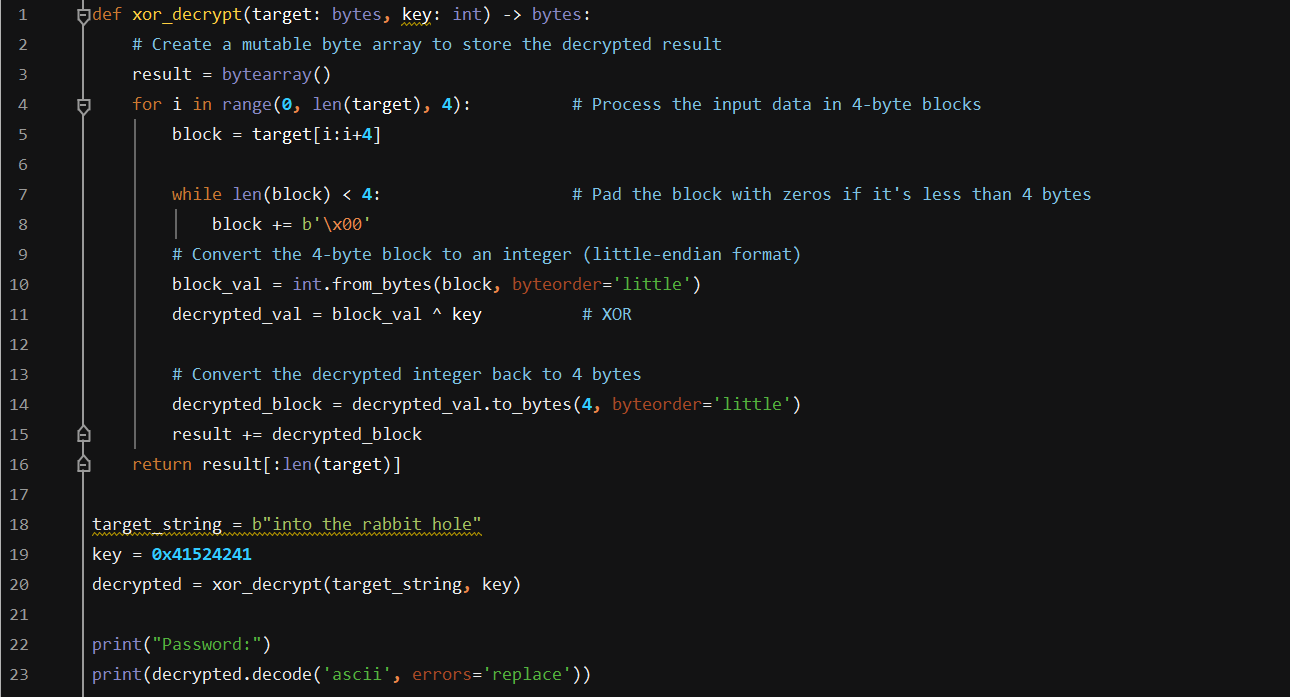 1 def xor_decrypt(target: bytes, key: int) -> bytes:
2     # Create a mutable byte array to store the decrypted result
3     result = bytearray()
4     for i in range(0, len(target), 4):          # Process the input data in 4-byte blocks
5         block = target[i:i+4]
6
7         while len(block) < 4:                   # Pad the block with zeros if it's less than 4 bytes
8             block += b'\x00'
9         # Convert the 4-byte block to an integer (little-endian format)
10         block_val = int.from_bytes(block, byteorder='little')
11         decrypted_val = block_val ^ key          # XOR
12
13         # Convert the decrypted integer back to 4 bytes
14         decrypted_block = decrypted_val.to_bytes(4, byteorder='little')
15         result += decrypted_block
16     return result[:len(target)]
17
18 target_string = b"into the rabbit hole"
19 key = 0x41524241
20 decrypted = xor_decrypt(target_string, key)
21
22 print("Password:")
23 print(decrypted.decode('ascii', errors='replace'))